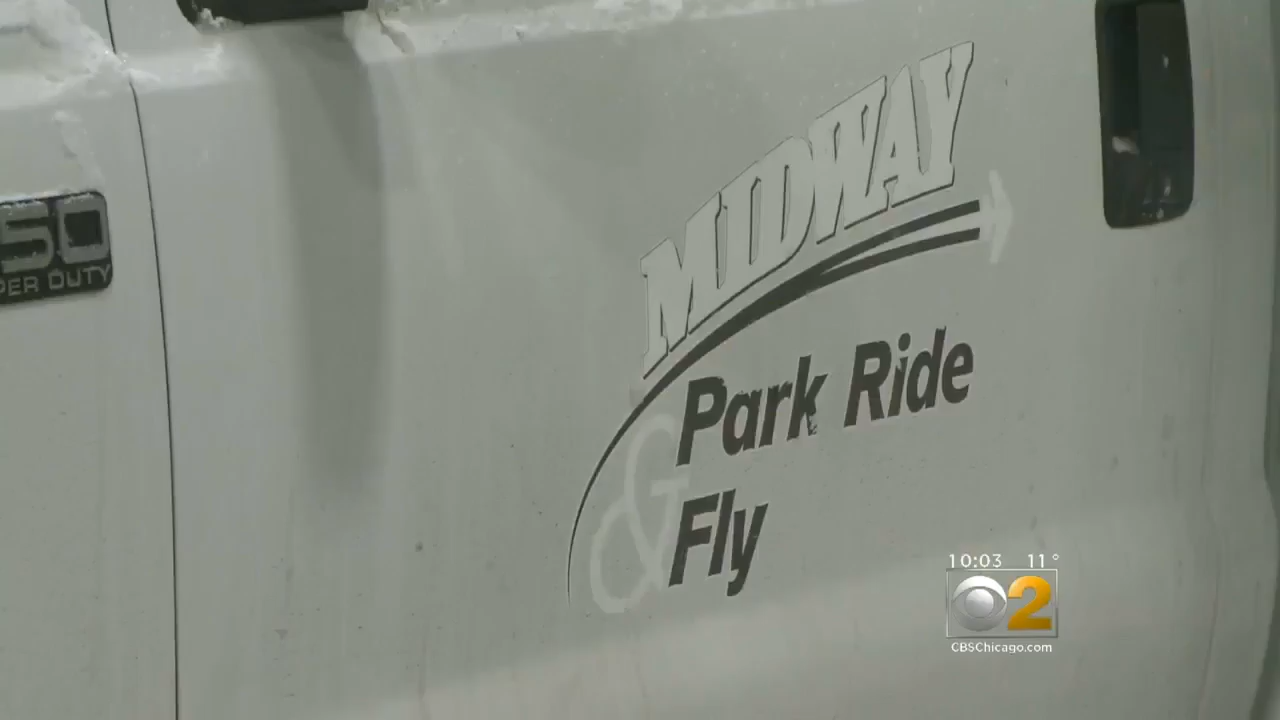 MIDWAY
Park Ride
& Fly
50
PER DUTY
10:03 11°
2
CBSChicago.com